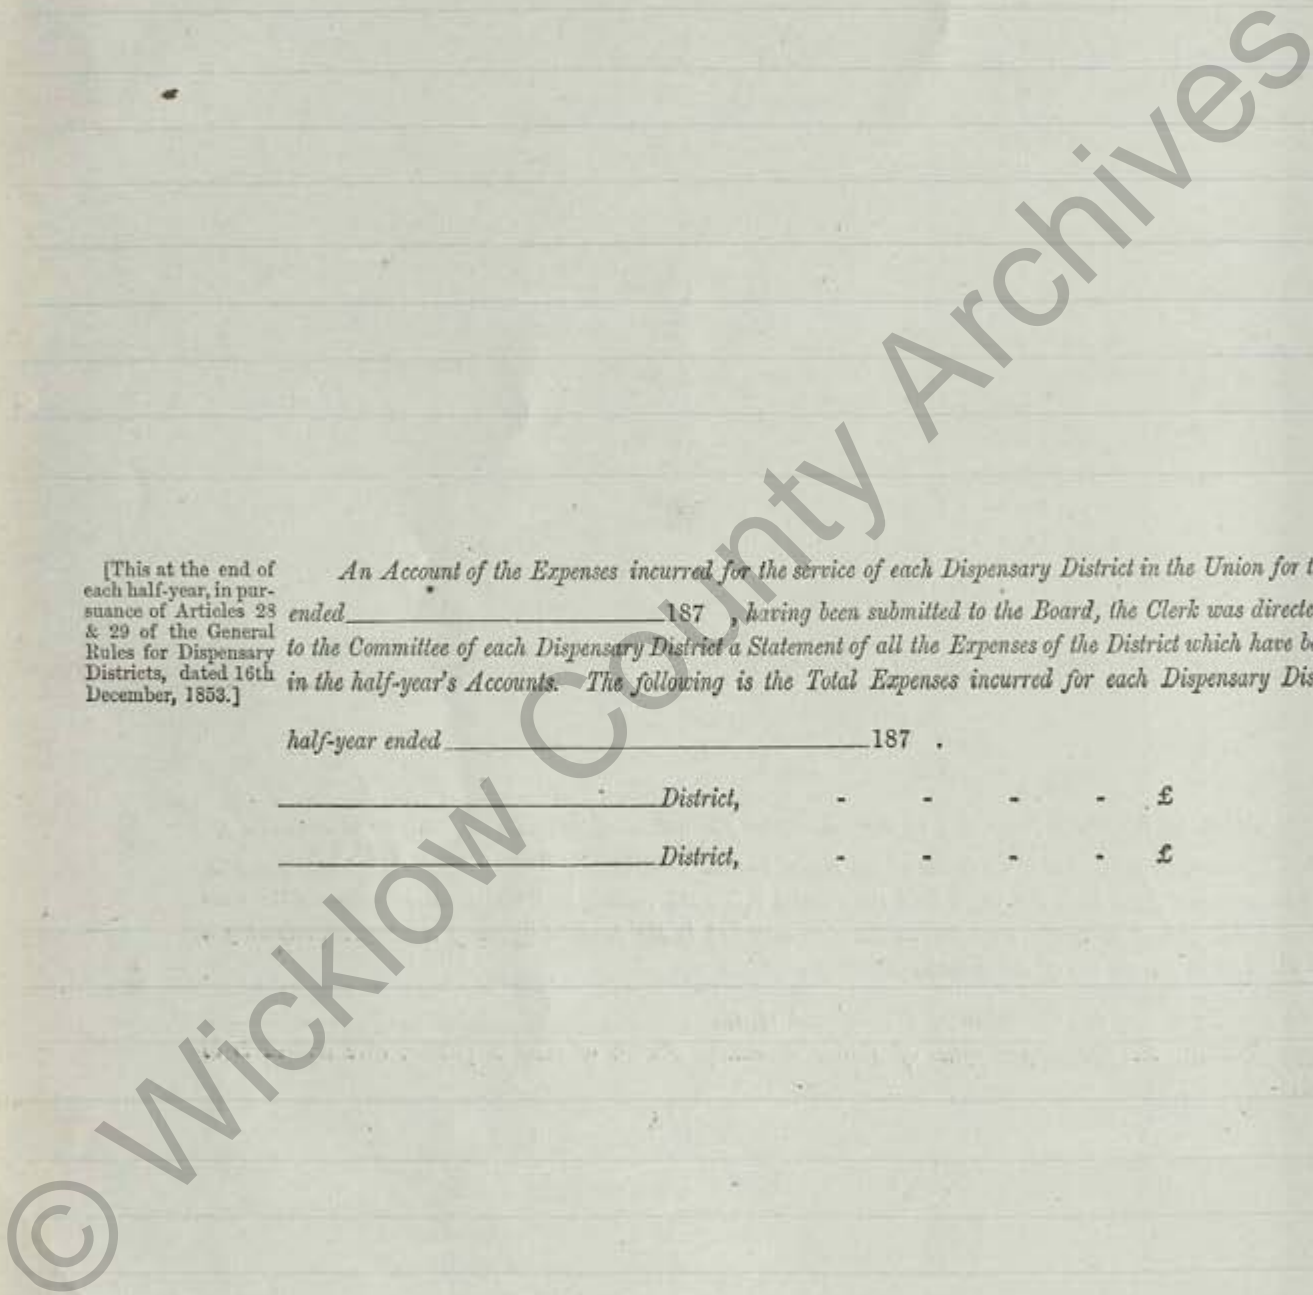 [This at the end of
each half-year, in pur-
suance of Articles 28
& 29 of the General
Rules for Dispensary
Districts, dated 16th
December, 1853.]
An Account of the Expenses incurred for the service of each Dispensary District in the Union for t
ended 187 , having been submitted to the Board, the Clerk was directe
to the Committee of each Dispensary District a Statement of all the Expenses of the District which have b
in the half-year's Accounts. The following is the Total Expenses incurred for each Dispensary Dis
half-year ended 187 .
District, - - - - £
District, - - - - £
© Wicklow County Archives